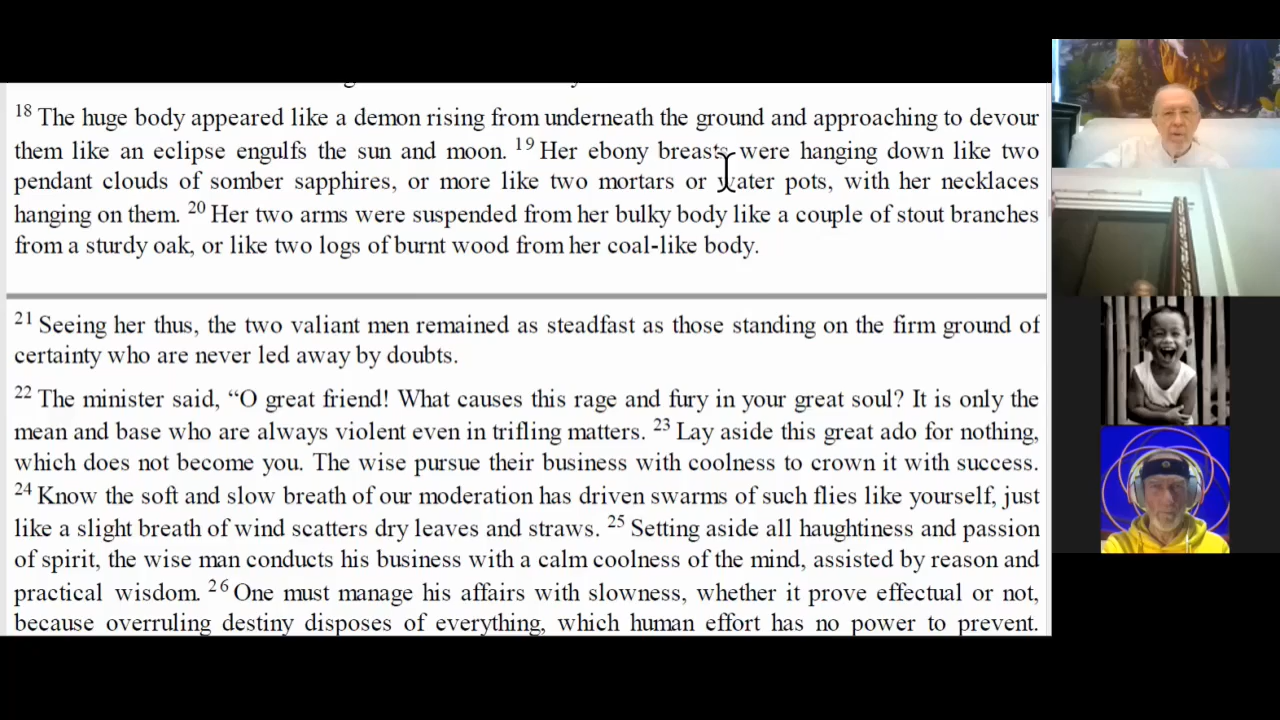 18 The huge body appeared like a demon rising from underneath the ground and approaching to devour
them like an eclipse engulfs the sun and moon. 19 Her ebony breasts were hanging down like two
pendant clouds of somber sapphires, or more like two mortars or water pots, with her necklaces
hanging on them. 20 Her two arms were suspended from her bulky body like a couple of stout branches
from a sturdy oak, or like two logs of burnt wood from her coal-like body.
21 Seeing her thus, the two valiant men remained as steadfast as those standing on the firm ground of
certainty who are never led away by doubts.
22 The minister said, “O great friend! What causes this rage and fury in your great soul? It is only the
mean and base who are always violent even in trifling matters. 23 Lay aside this great ado for nothing,
which does not become you. The wise pursue their business with coolness to crown it with success.
24 Know the soft and slow breath of our moderation has driven swarms of such flies like yourself, just
like a slight breath of wind scatters dry leaves and straws. 25 Setting aside all haughtiness and passion
of spirit, the wise man conducts his business with a calm coolness of the mind, assisted by reason and
practical wisdom. 26 One must manage his affairs with slowness, whether it prove effectual or not,
because overruling destiny disposes of everything, which human effort has no power to prevent.